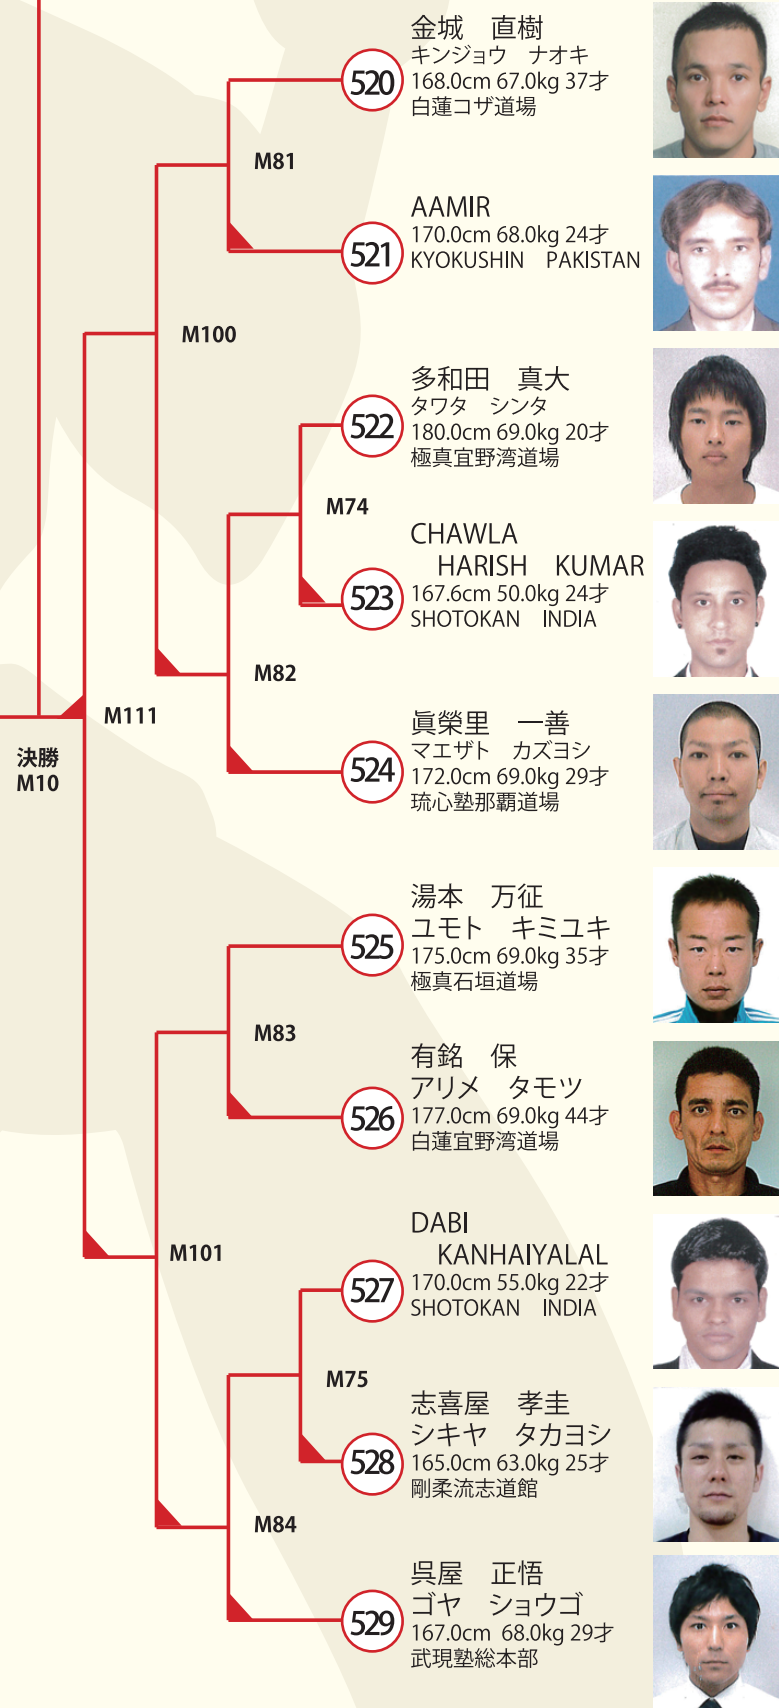 金城　直樹
キンジョウ　ナオキ
520
168.0cm 67.0kg 37才
白蓮コザ道場
M81
AAMIR
170.0cm 68.0kg 24才
521
KYOKUSHIN　PAKISTAN
M100
多和田　真大
タワタ　シンタ
522
180.0cm 69.0kg 20才
極真宜野湾道場
M74
CHAWLA
HARISH　KUMAR
523
167.6cm 50.0kg 24才
SHOTOKAN　INDIA
M82
M111
眞榮里　一善
マエザト　カズヨシ
524
172.0cm 69.0kg 29才
琉心塾那覇道場
決勝
M10
湯本　万征
ユモト　キミユキ
525
175.0cm 69.0kg 35才
極真石垣道場
M83
有銘　保
アリメ　タモツ
526
177.0cm 69.0kg 44才
白蓮宜野湾道場
DABI
KANHAIYALAL
M101
527
170.0cm 55.0kg 22才
SHOTOKAN　INDIA
M75
志喜屋　孝圭
シキヤ　タカヨシ
528
165.0cm 63.0kg 25才
剛柔流志道館
M84
呉屋　正悟
ゴヤ　ショウゴ
529
167.0cm 68.0kg 29才
武現塾総本部